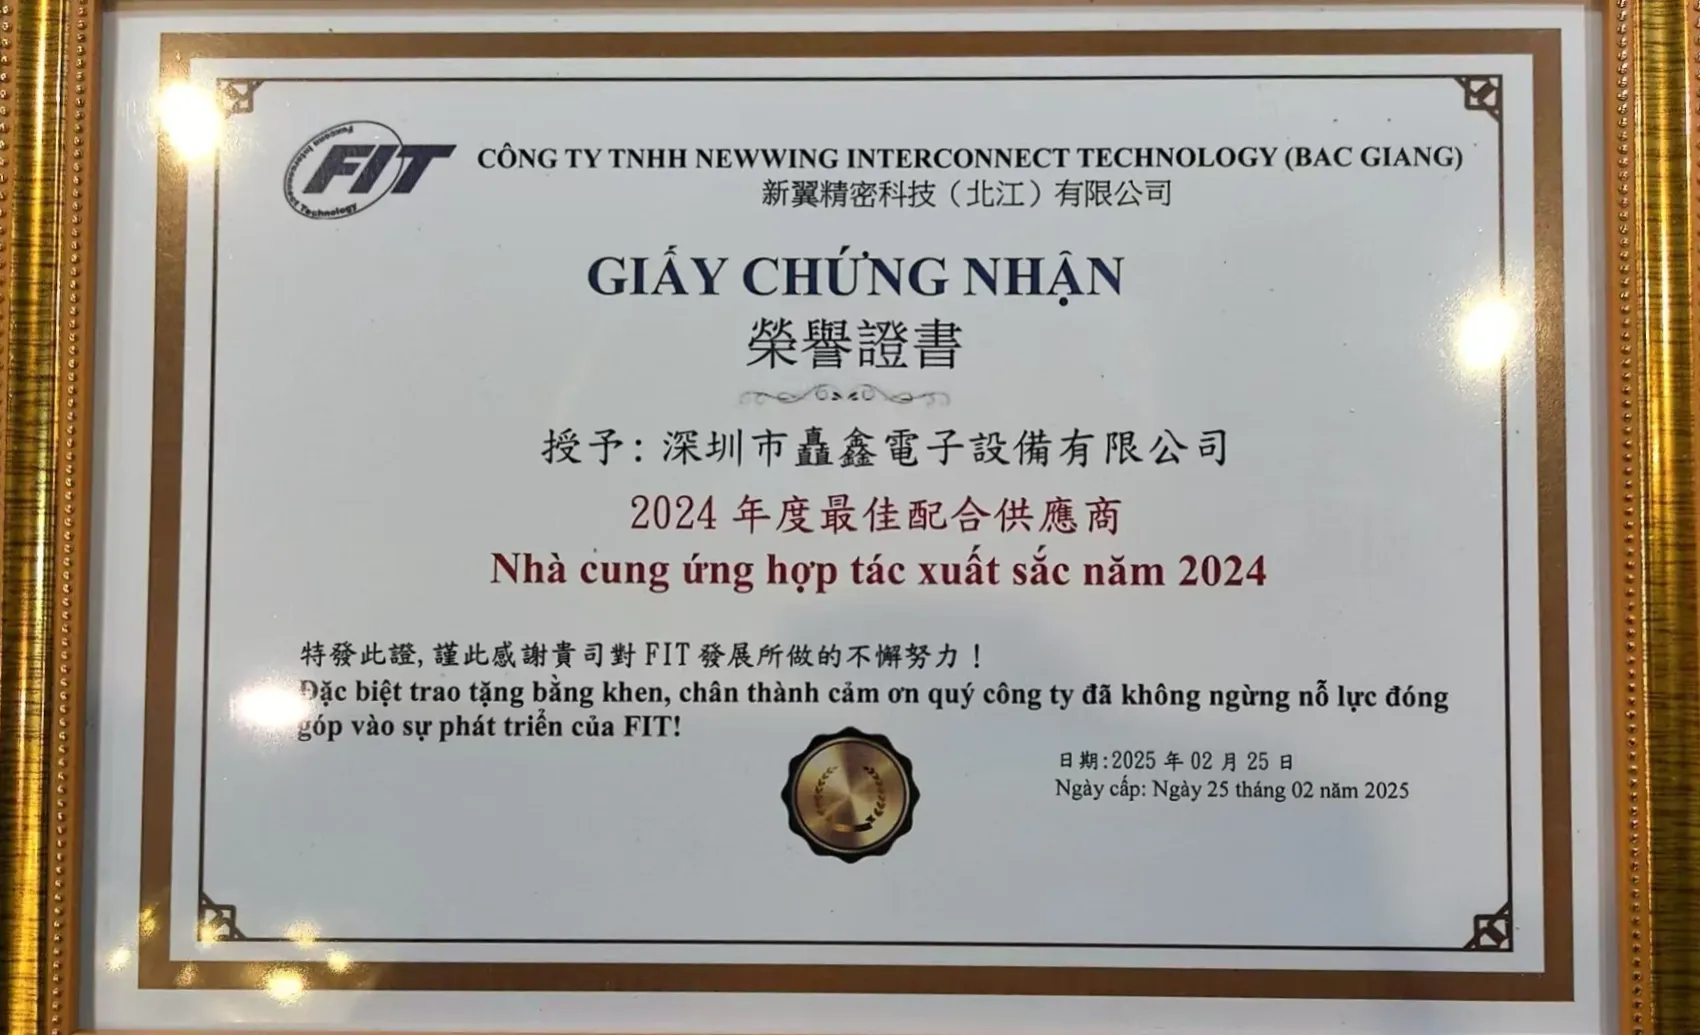 Foxconn Interconnect Technology
FIT
CÔNG TY TNHH NEWWING INTERCONNECT TECHNOLOGY (BAC GIANG)
新翼精密科技（北江）有限公司
GIẤY CHỨNG NHẬN
榮譽證書
授予: 深圳市矗鑫電子設備有限公司
2024 年度最佳配合供應商
Nhà cung ứng hợp tác xuất sắc năm 2024
特發此證, 謹此感謝貴司對 FIT 發展所做的不懈努力！
Đặc biệt trao tặng bằng khen, chân thành cảm ơn quý công ty đã không ngừng nỗ lực đóng
góp vào sự phát triển của FIT!
日期:2025 年 02 月 25 日
Ngày cấp: Ngày 25 tháng 02 năm 2025